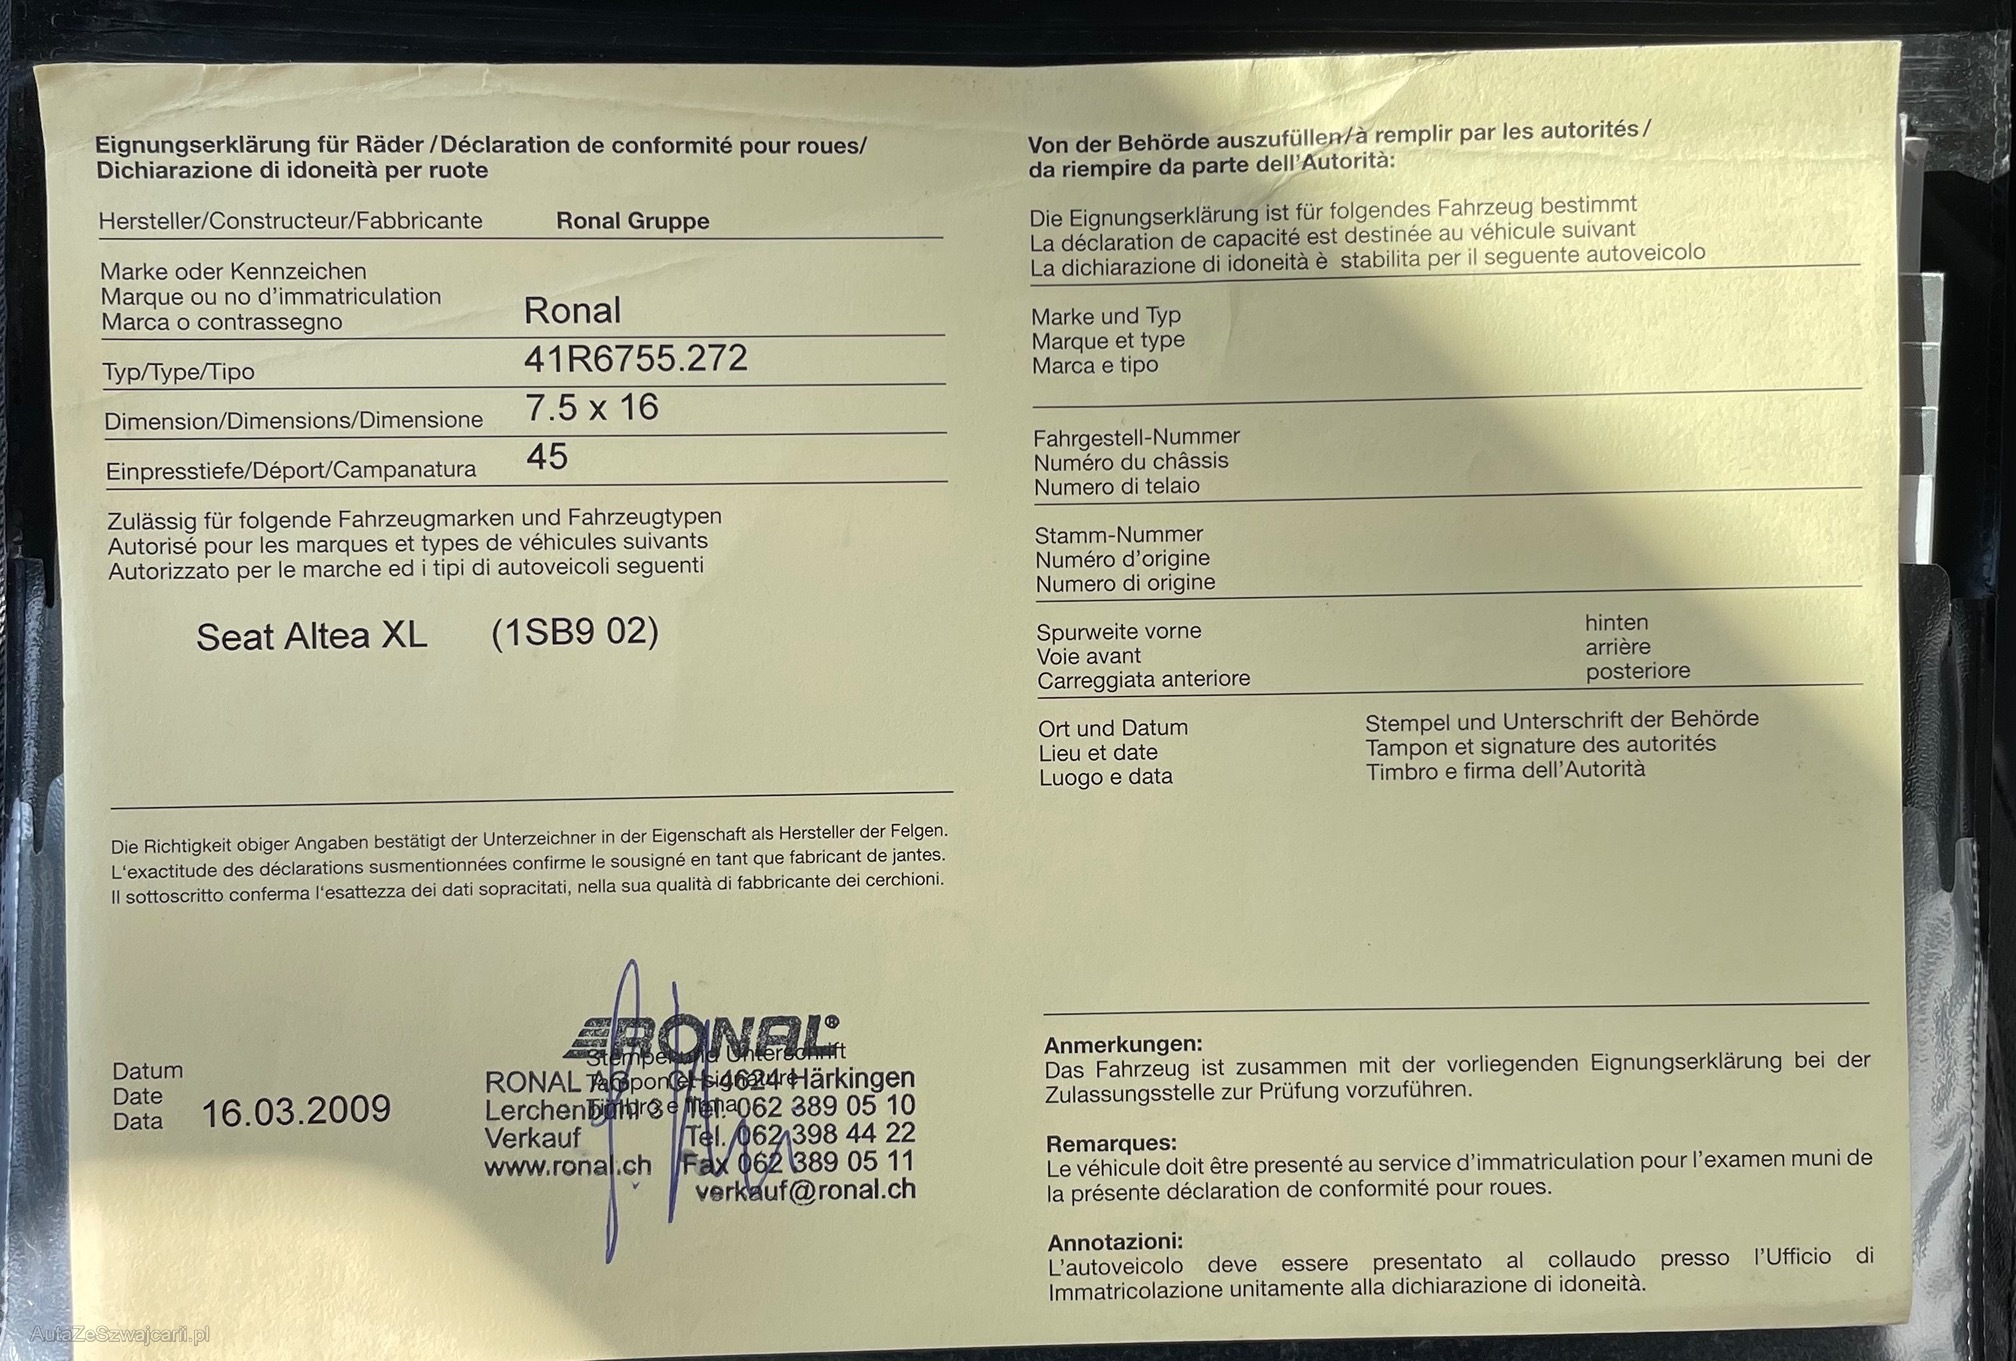 Eignungserklärung für Räder/Déclaration de conformité pour roues/
Dichiarazione di idoneità per ruote
Hersteller/Constructeur/Fabbricante Ronal Gruppe
Marke oder Kennzeichen
Marque ou no d'immatriculation
Marca o contrassegno Ronal
Typ/Type/Tipo 41R6755.272
Dimension/Dimensions/Dimensione 7.5 x 16
Einpresstiefe/Déport/Campanatura 45
Zulässig für folgende Fahrzeugmarken und Fahrzeugtypen
Autorisé pour les marques et types de véhicules suivants
Autorizzato per le marche ed i tipi di autoveicoli seguenti
Seat Altea XL (1SB9 02)
Die Richtigkeit obiger Angaben bestätigt der Unterzeichner in der Eigenschaft als Hersteller der Felgen.
L'exactitude des déclarations susmentionnées confirme le sousigné en tant que fabricant de jantes.
Il sottoscritto conferma l'esattezza dei dati sopracitati, nella sua qualità di fabbricante dei cerchioni.
Datum
Date
Data 16.03.2009
RONAL®
Stempel und Unterschrift
Tampon et signature
Timbro e firma
RONAL AG CH-4624 Härkingen
Lerchenbühl 3 Tel. 062 389 05 10
Verkauf Tel. 062 398 44 22
www.ronal.ch Fax 062 389 05 11
verkauf@ronal.ch
Von der Behörde auszufüllen/à remplir par les autorités/
da riempire da parte dell'Autorità:
Die Eignungserklärung ist für folgendes Fahrzeug bestimmt
La déclaration de capacité est destinée au véhicule suivant
La dichiarazione di idoneità è stabilita per il seguente autoveicolo
Marke und Typ
Marque et type
Marca e tipo
Fahrgestell-Nummer
Numéro du châssis
Numero di telaio
Stamm-Nummer
Numéro d'origine
Numero di origine
Spurweite vorne hinten
Voie avant arrière
Carreggiata anteriore posteriore
Ort und Datum Stempel und Unterschrift der Behörde
Lieu et date Tampon et signature des autorités
Luogo e data Timbro e firma dell'Autorità
Anmerkungen:
Das Fahrzeug ist zusammen mit der vorliegenden Eignungserklärung bei der
Zulassungsstelle zur Prüfung vorzuführen.
Remarques:
Le véhicule doit être presenté au service d'immatriculation pour l'examen muni de
la présente déclaration de conformité pour roues.
Annotazioni:
L'autoveicolo deve essere presentato al collaudo presso l'Ufficio di
Immatricolazione unitamente alla dichiarazione di idoneità.
AutaZeSzwajcarii.pl